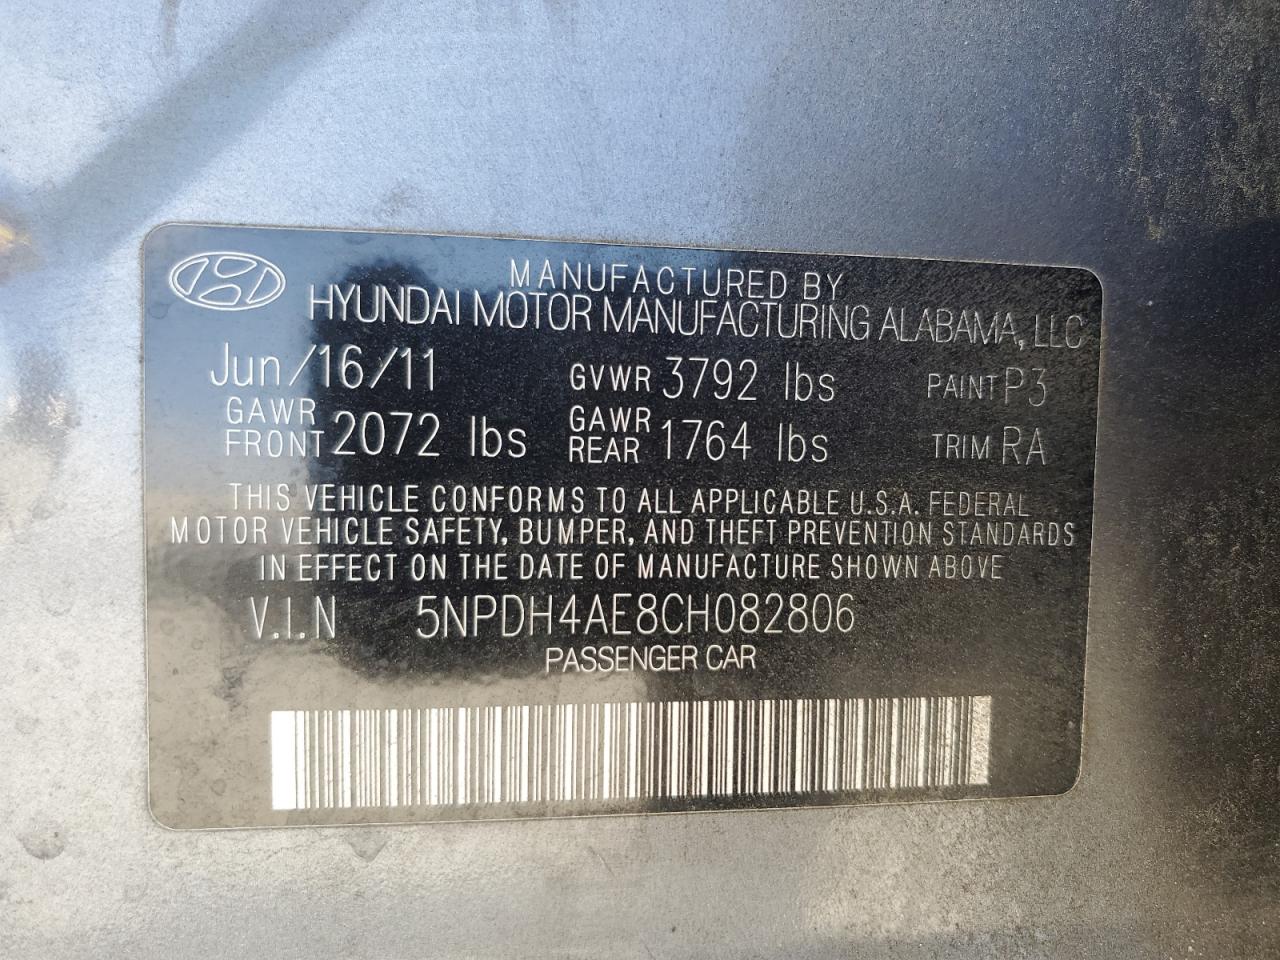 MANUFACTURED BY
HYUNDAI MOTOR MANUFACTURING ALABAMA, LLC
Jun/16/11 GVWR 3792 lbs PAINT P3
GAWR FRONT 2072 lbs GAWR REAR 1764 lbs TRIM RA
THIS VEHICLE CONFORMS TO ALL APPLICABLE U.S.A. FEDERAL
MOTOR VEHICLE SAFETY, BUMPER, AND THEFT PREVENTION STANDARDS
IN EFFECT ON THE DATE OF MANUFACTURE SHOWN ABOVE
V.I.N 5NPDH4AE8CH082806
PASSENGER CAR